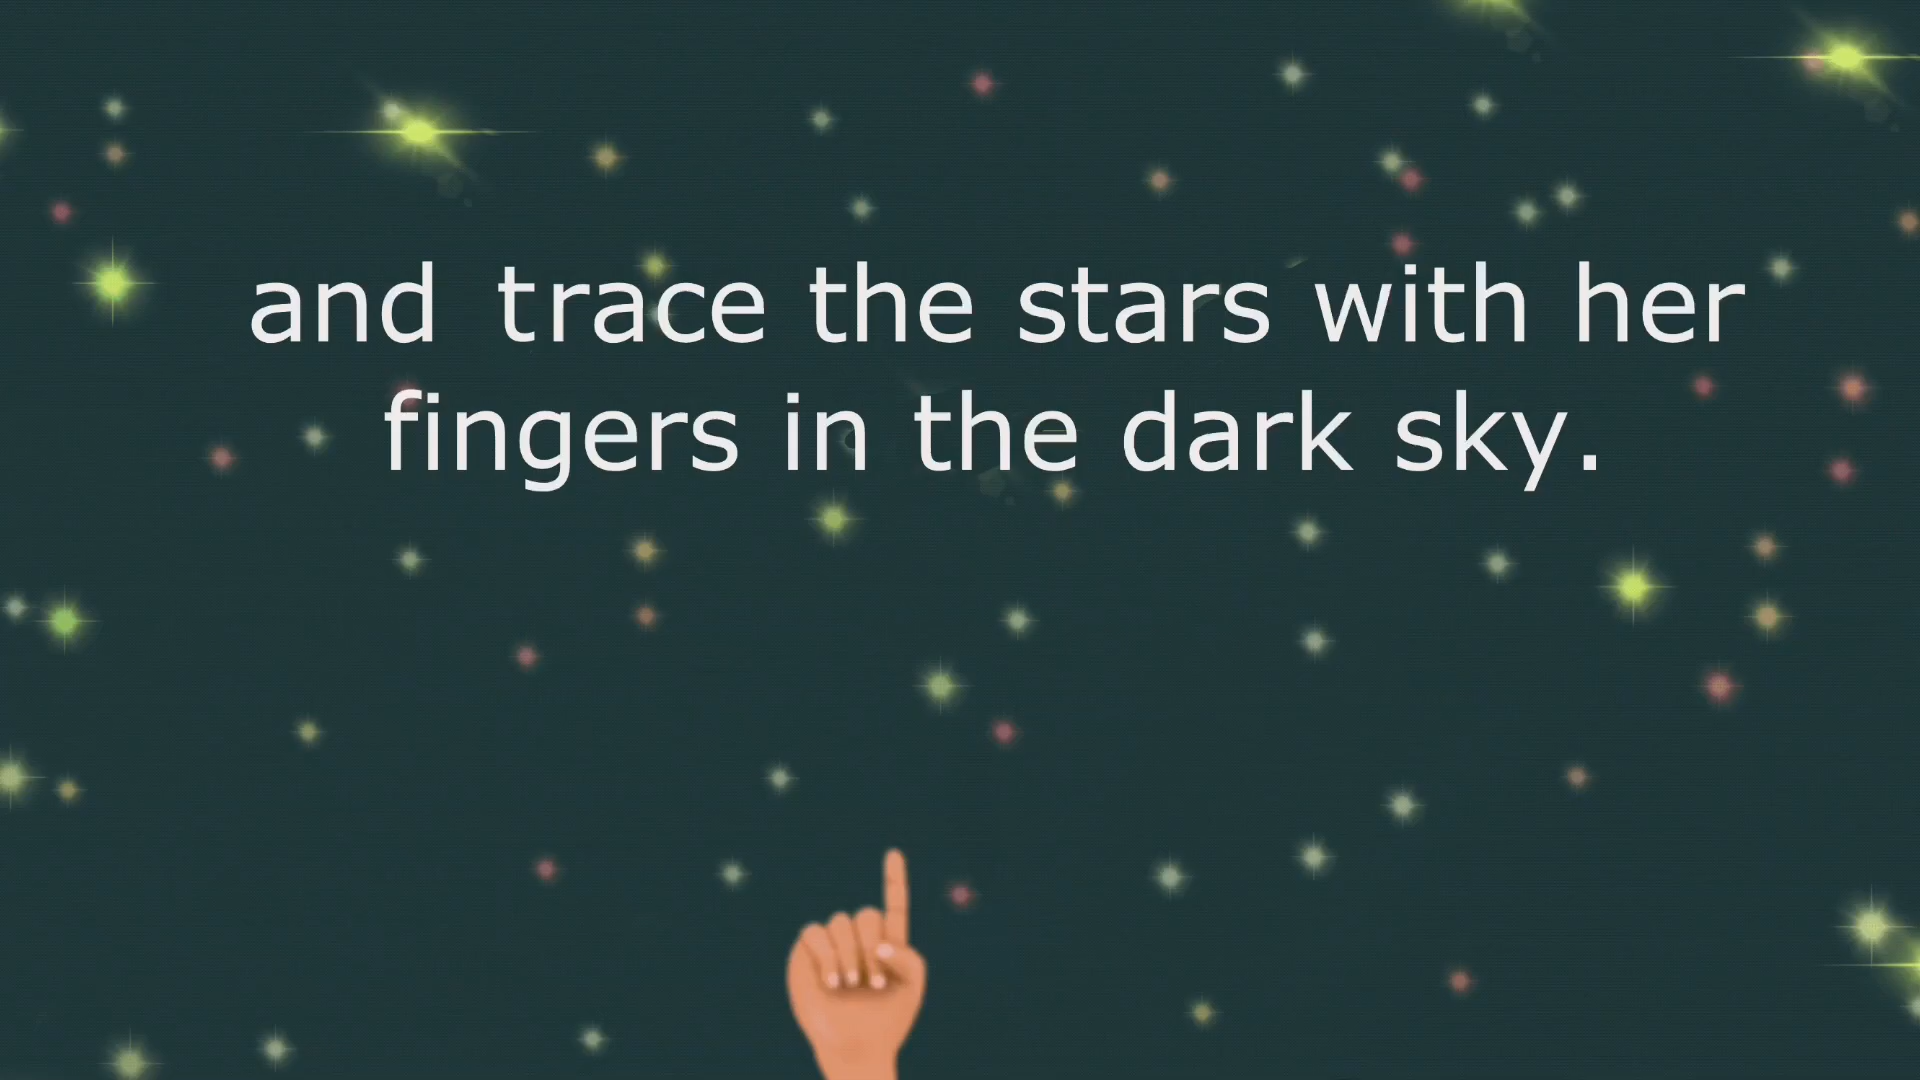 and trace the stars with her
fingers in the dark sky.